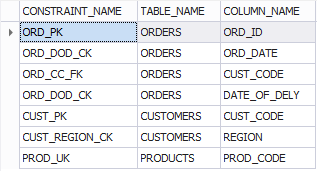 CONSTRAINT_NAME TABLE_NAME COLUMN_NAME
ORD_PK ORDERS ORD_ID
ORD_DOD_CK ORDERS ORD_DATE
ORD_CC_FK ORDERS CUST_CODE
ORD_DOD_CK ORDERS DATE_OF_DELY
CUST_PK CUSTOMERS CUST_CODE
CUST_REGION_CK CUSTOMERS REGION
PROD_UK PRODUCTS PROD_CODE